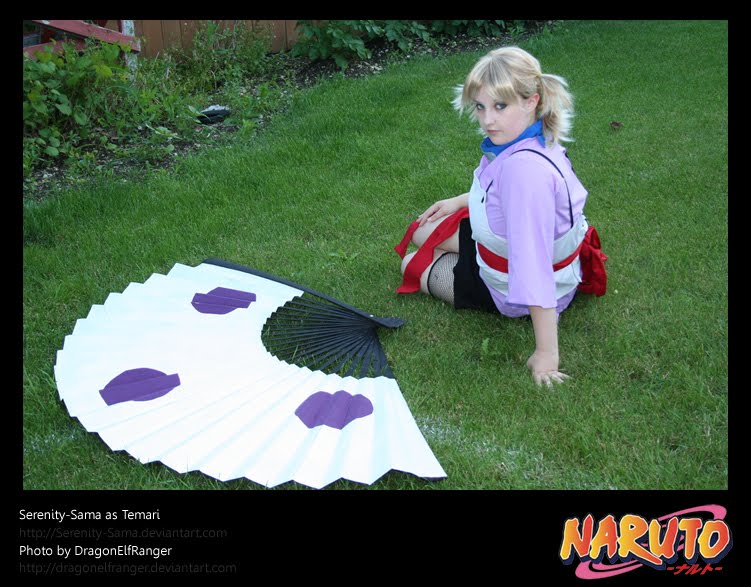 Serenity-Sama as Temari
http://Serenity-Sama.deviantart.com
Photo by DragonElfRanger
http://dragonelfranger.deviantart.com
NARUTO
-ナルト-